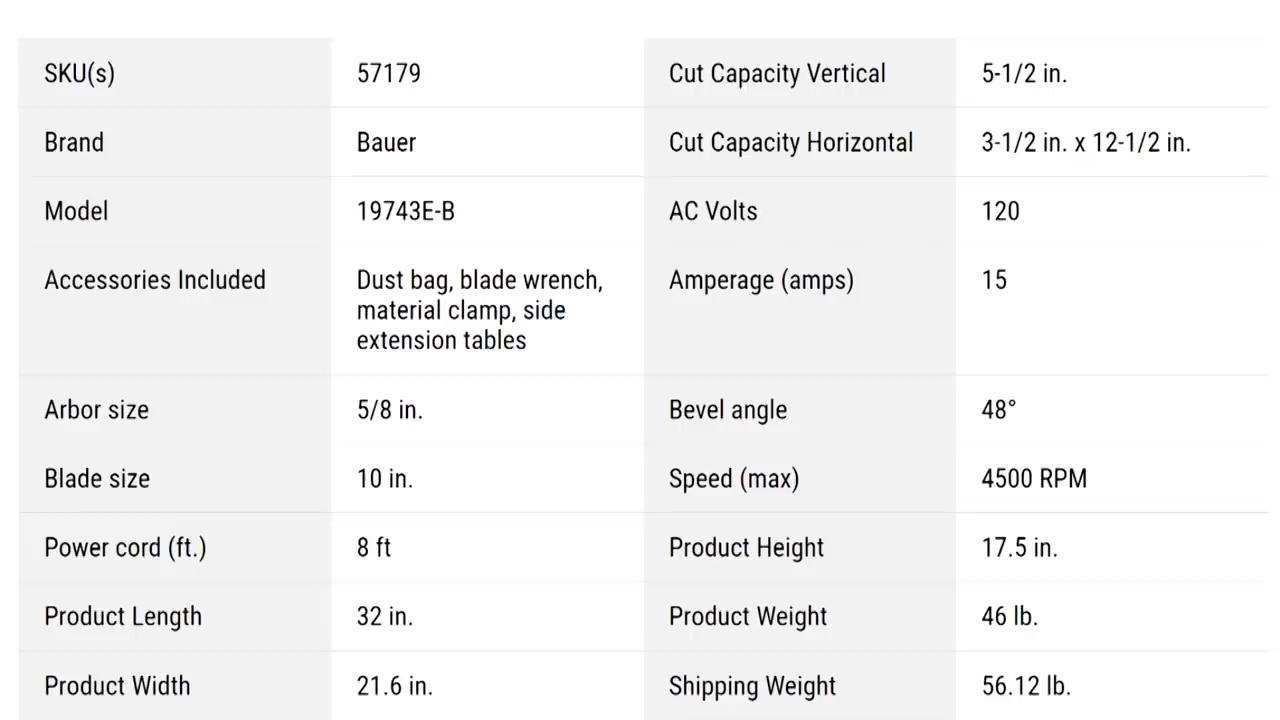 SKU(s) 57179 Cut Capacity Vertical 5-1/2 in.
Brand Bauer Cut Capacity Horizontal 3-1/2 in. x 12-1/2 in.
Model 19743E-B AC Volts 120
Accessories Included Dust bag, blade wrench, Amperage (amps) 15
material clamp, side
extension tables
Arbor size 5/8 in. Bevel angle 48°
Blade size 10 in. Speed (max) 4500 RPM
Power cord (ft.) 8 ft Product Height 17.5 in.
Product Length 32 in. Product Weight 46 lb.
Product Width 21.6 in. Shipping Weight 56.12 lb.